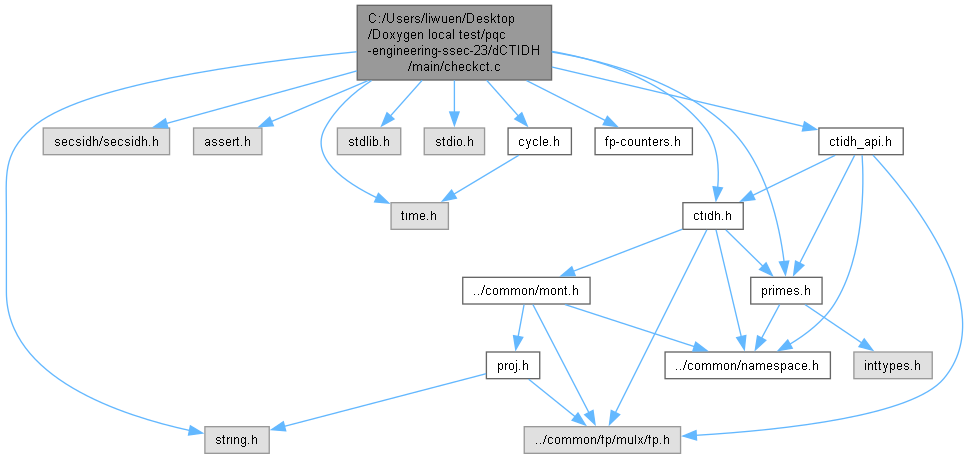 C:/Users/liwuen/Desktop
/Doxygen local test/pqc
-engineering-ssec-23/dCTIDH
/main/checkct.c
secsidh/secsidh.h
assert.h
stdlib.h
stdio.h
cycle.h
fp-counters.h
ctidh_api.h
time.h
ctidh.h
../common/mont.h
primes.h
proj.h
../common/namespace.h
inttypes.h
string.h
../common/fp/mulx/fp.h